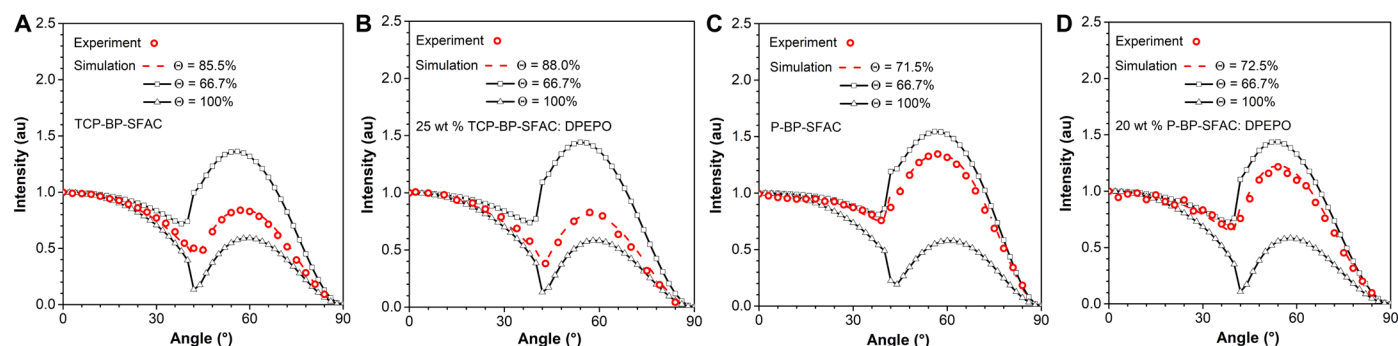 A
Experiment
Simulation Θ = 85.5%
Θ = 66.7%
Θ = 100%
TCP-BP-SFAC
Intensity (au)
2.5
2.0
1.5
1.0
0.5
0.0
0 30 60 90
Angle (°)
B
Experiment
Simulation Θ = 88.0%
Θ = 66.7%
Θ = 100%
25 wt % TCP-BP-SFAC: DPEPO
Intensity (au)
2.5
2.0
1.5
1.0
0.5
0.0
0 30 60 90
Angle (°)
C
Experiment
Simulation Θ = 71.5%
Θ = 66.7%
Θ = 100%
P-BP-SFAC
Intensity (au)
2.5
2.0
1.5
1.0
0.5
0.0
0 30 60 90
Angle (°)
D
Experiment
Simulation Θ = 72.5%
Θ = 66.7%
Θ = 100%
20 wt % P-BP-SFAC: DPEPO
Intensity (au)
2.5
2.0
1.5
1.0
0.5
0.0
0 30 60 90
Angle (°)